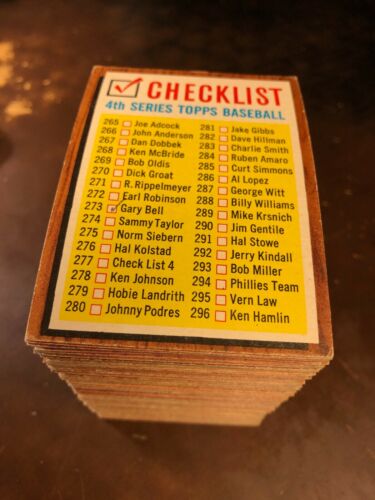 CHECKLIST
4th SERIES TOPPS BASEBALL
265 Joe Adcock
266 John Anderson
267 Dan Dobbek
268 Ken McBride
269 Bob Oldis
270 Dick Groat
271 R. Rippelmeyer
272 Earl Robinson
273 Gary Bell
274 Sammy Taylor
275 Norm Siebern
276 Hal Kolstad
277 Check List 4
278 Ken Johnson
279 Hobie Landrith
280 Johnny Podres
281 Jake Gibbs
282 Dave Hillman
283 Charlie Smith
284 Ruben Amaro
285 Curt Simmons
286 Al Lopez
287 George Witt
288 Billy Williams
289 Mike Krsnich
290 Jim Gentile
291 Hal Stowe
292 Jerry Kindall
293 Bob Miller
294 Phillies Team
295 Vern Law
296 Ken Hamlin